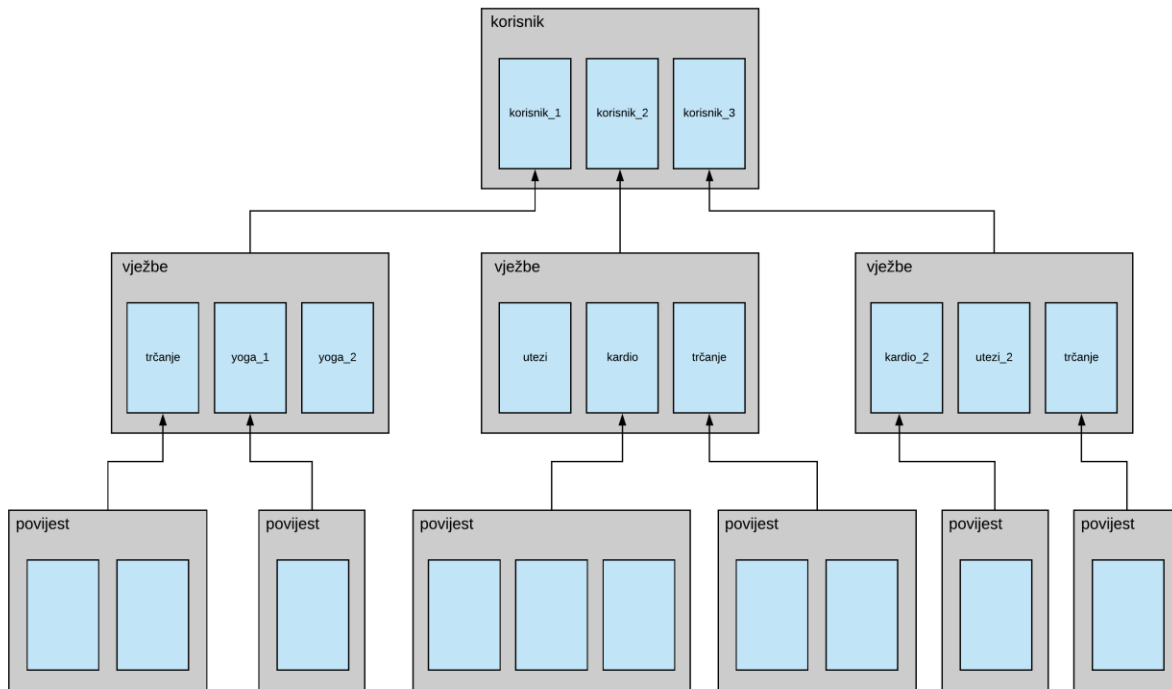 korisnik
korisnik_1
korisnik_2
korisnik_3
vježbe
vježbe
vježbe
trčanje
yoga_1
yoga_2
utezi
kardio
trčanje
kardio_2
utezi_2
trčanje
povijest
povijest
povijest
povijest
povijest
povijest